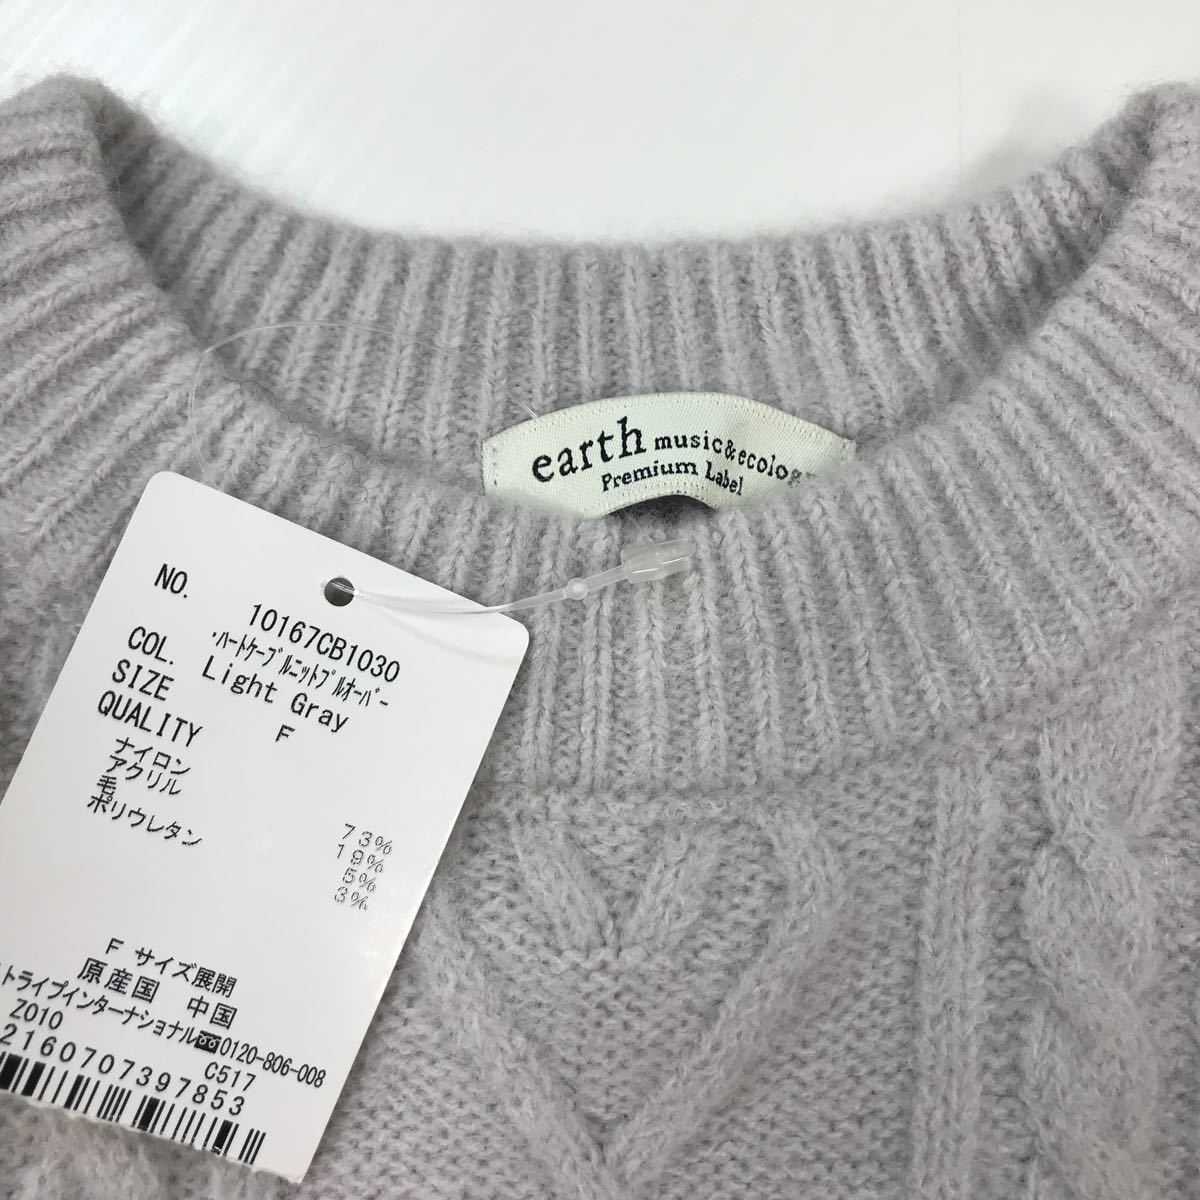 earth music&ecolog
Premium Label
NO. 10167CB1030
･ﾊｰﾄｹｰﾌﾞﾙﾆｯﾄﾌﾟﾙｵｰﾊﾞｰ
COL. Light Gray
SIZE F
QUALITY
ナイロン 73%
アクリル 19%
毛 5%
ポリウレタン 3%
F サイズ展開
原産国 中国
トライプインターナショナル 0120-806-008
Z010 C517
2160707397853